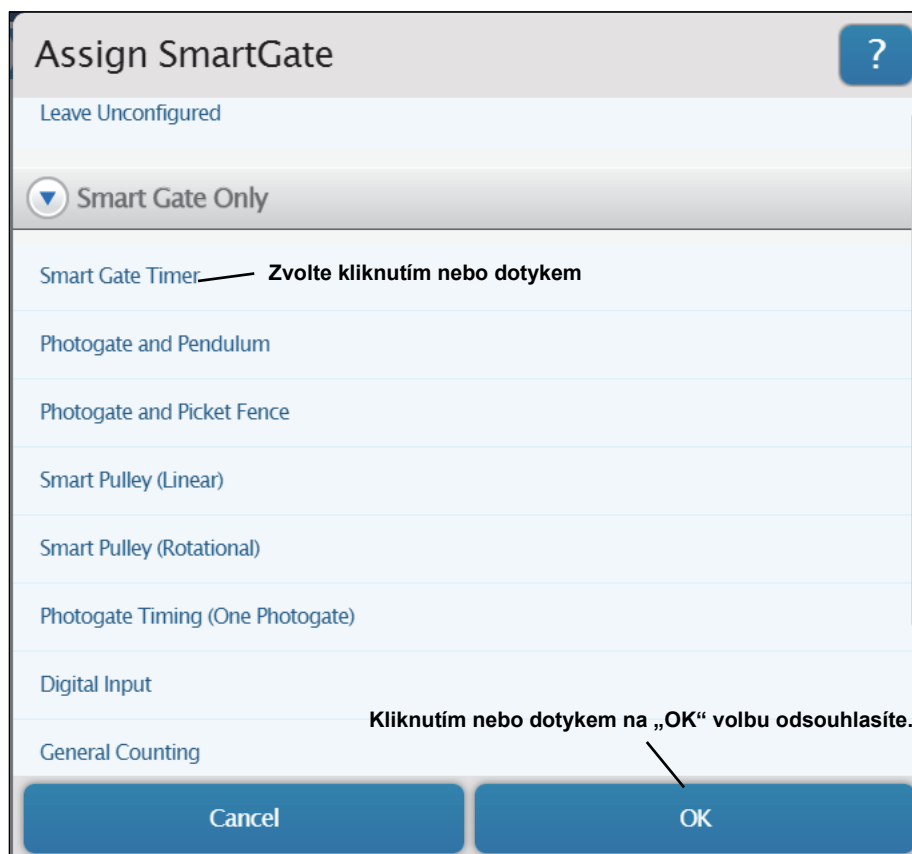 Assign SmartGate
?
Leave Unconfigured
Smart Gate Only
Smart Gate Timer
Zvolte kliknutím nebo dotykem
Photogate and Pendulum
Photogate and Picket Fence
Smart Pulley (Linear)
Smart Pulley (Rotational)
Photogate Timing (One Photogate)
Digital Input
Kliknutím nebo dotykem na „OK“ volbu odsouhlasíte.
General Counting
Cancel
OK